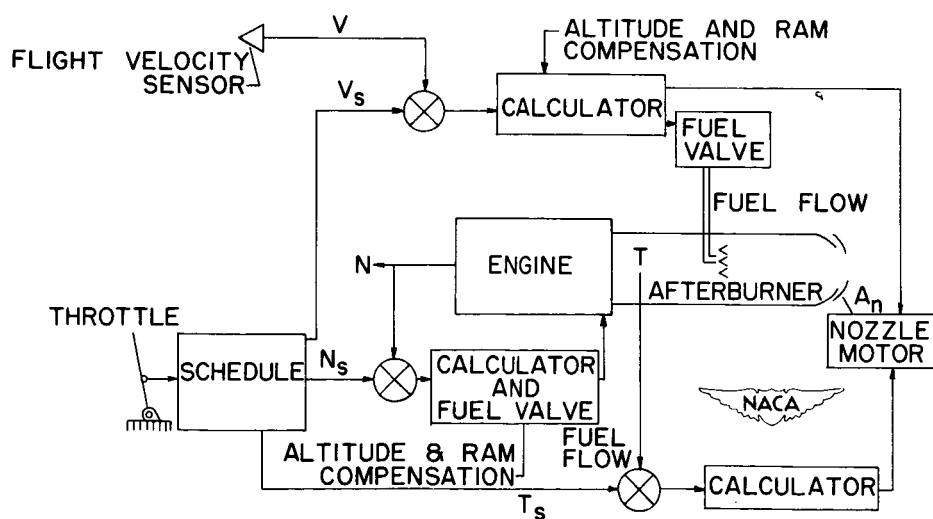 V
ALTITUDE AND RAM
COMPENSATION
FLIGHT VELOCITY
SENSOR
Vs
CALCULATOR
FUEL
VALVE
FUEL FLOW
N
ENGINE
T
AFTERBURNER
An
THROTTLE
SCHEDULE
Ns
CALCULATOR
AND
FUEL VALVE
NOZZLE
MOTOR
NACA
ALTITUDE & RAM
COMPENSATION
FUEL
FLOW
Ts
CALCULATOR